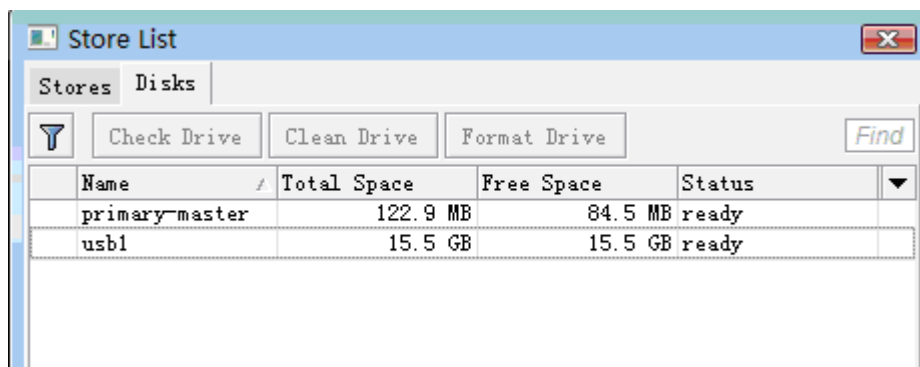 Store List
Stores Disks
Check Drive Clean Drive Format Drive Find
Name Total Space Free Space Status
primary-master 122.9 MB 84.5 MB ready
usb1 15.5 GB 15.5 GB ready